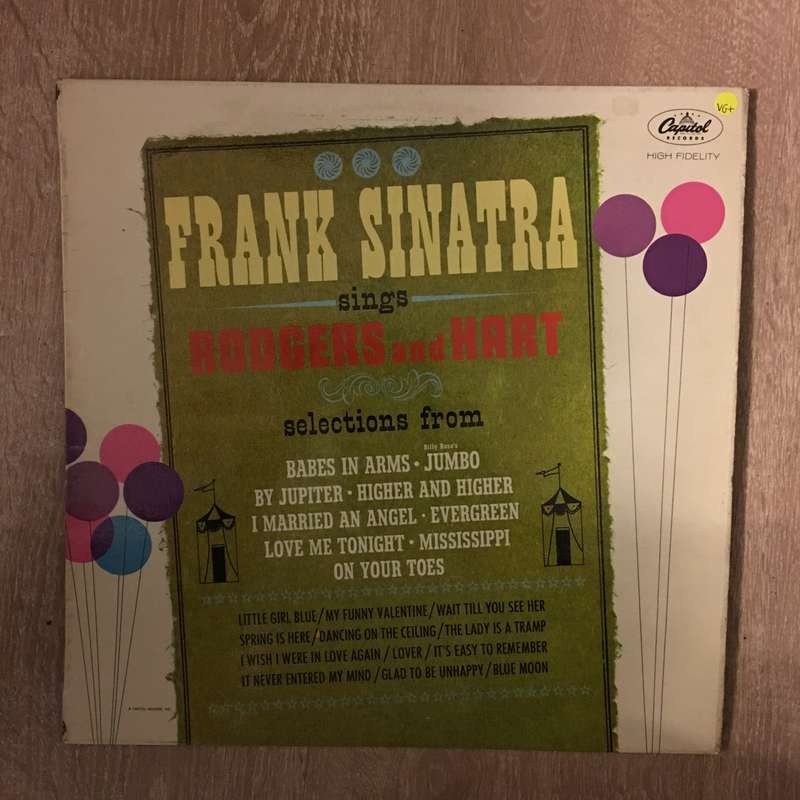 VG+
Capitol
RECORDS
HIGH FIDELITY
FRANK SINATRA
sings
RODGERS and HART
selections from
Billy Rose's
BABES IN ARMS · JUMBO
BY JUPITER · HIGHER AND HIGHER
I MARRIED AN ANGEL · EVERGREEN
LOVE ME TONIGHT · MISSISSIPPI
ON YOUR TOES
LITTLE GIRL BLUE/MY FUNNY VALENTINE/WAIT TILL YOU SEE HER
SPRING IS HERE/DANCING ON THE CEILING/THE LADY IS A TRAMP
I WISH I WERE IN LOVE AGAIN/LOVER/IT'S EASY TO REMEMBER
IT NEVER ENTERED MY MIND/GLAD TO BE UNHAPPY/BLUE MOON
© CAPITOL RECORDS, INC.